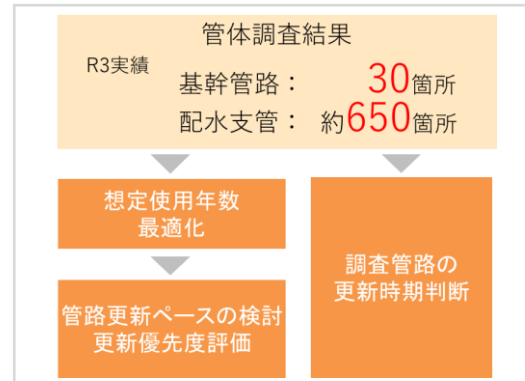 管体調査結果
R3実績
基幹管路： 30箇所
配水支管： 約650箇所
想定使用年数
最適化
管路更新ペースの検討
更新優先度評価
調査管路の
更新時期判断